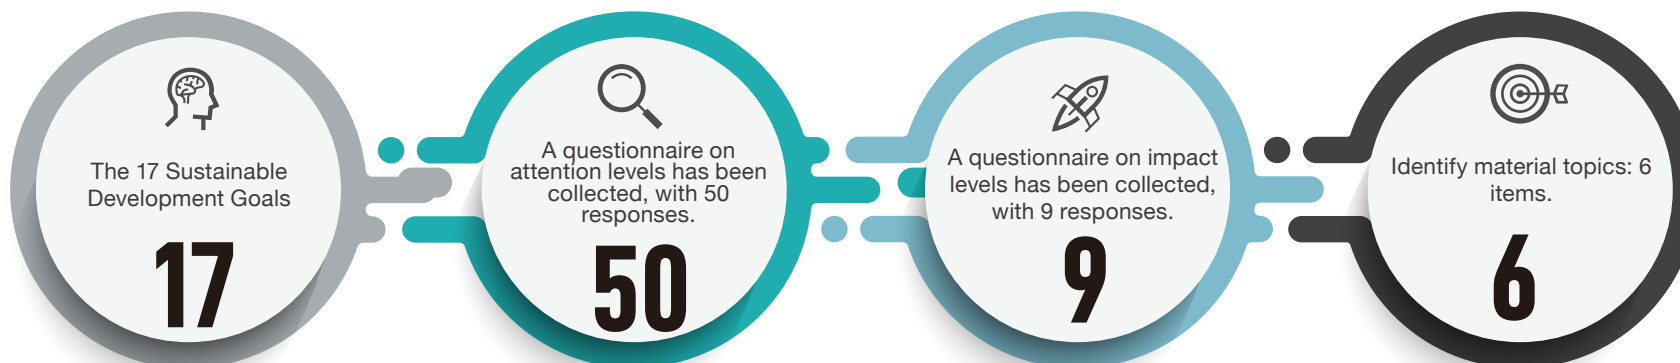 The 17 Sustainable
Development Goals
17
A questionnaire on
attention levels has been
collected, with 50
responses.
50
A questionnaire on impact
levels has been collected,
with 9 responses.
9
Identify material topics: 6
items.
6